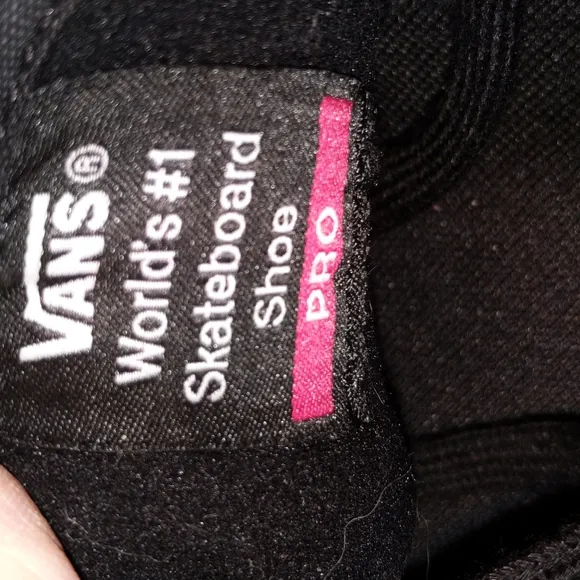 VANS®
World's #1
Skateboard
Shoe
PRO